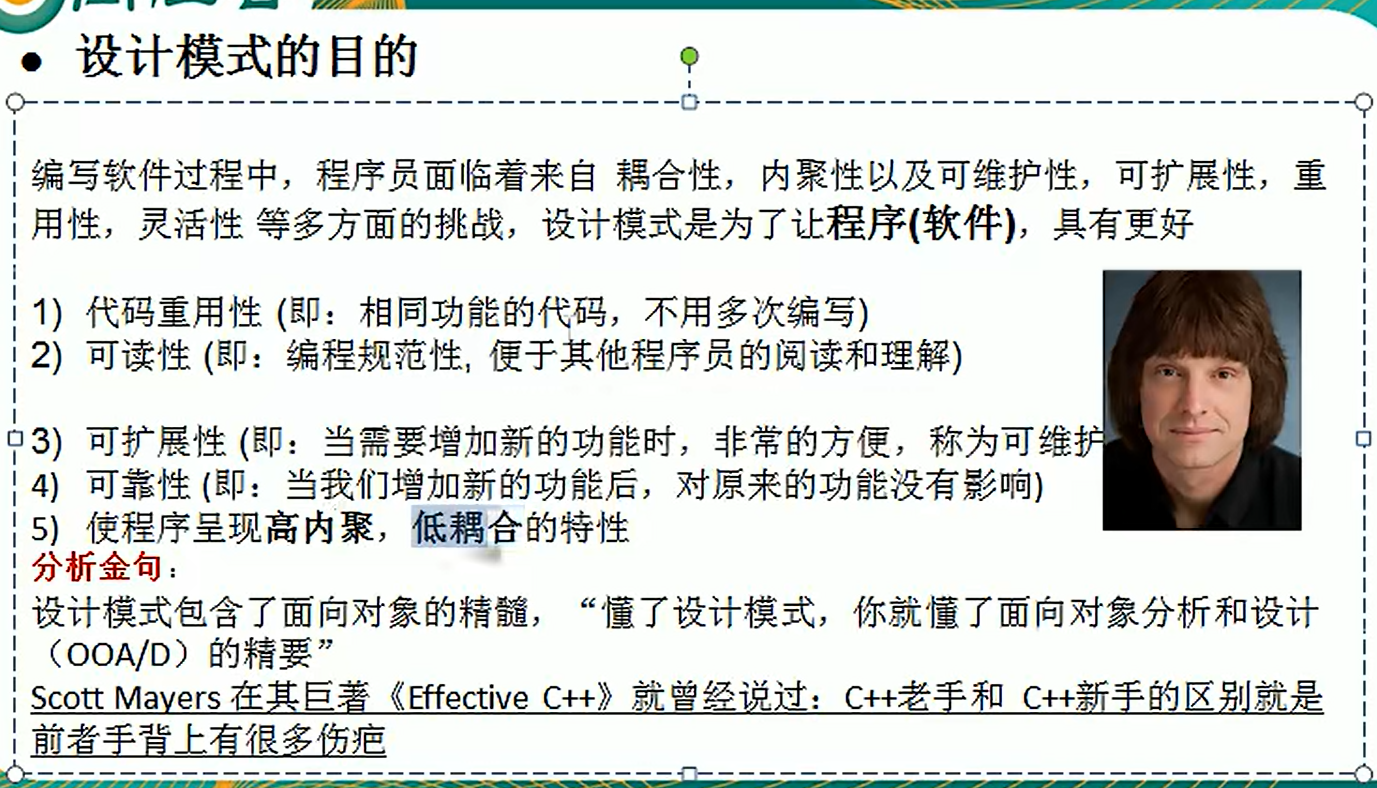 ● 设计模式的目的
编写软件过程中，程序员面临着来自 耦合性，内聚性以及可维护性，可扩展性，重
用性，灵活性 等多方面的挑战，设计模式是为了让程序(软件)，具有更好
1) 代码重用性 (即：相同功能的代码，不用多次编写)
2) 可读性 (即：编程规范性, 便于其他程序员的阅读和理解)
3) 可扩展性 (即：当需要增加新的功能时，非常的方便，称为可维护
4) 可靠性 (即：当我们增加新的功能后，对原来的功能没有影响)
5) 使程序呈现高内聚，低耦合的特性
分析金句：
设计模式包含了面向对象的精髓，“懂了设计模式，你就懂了面向对象分析和设计
（OOA/D）的精要”
Scott Mayers 在其巨著《Effective C++》就曾经说过：C++老手和 C++新手的区别就是
前者手背上有很多伤疤